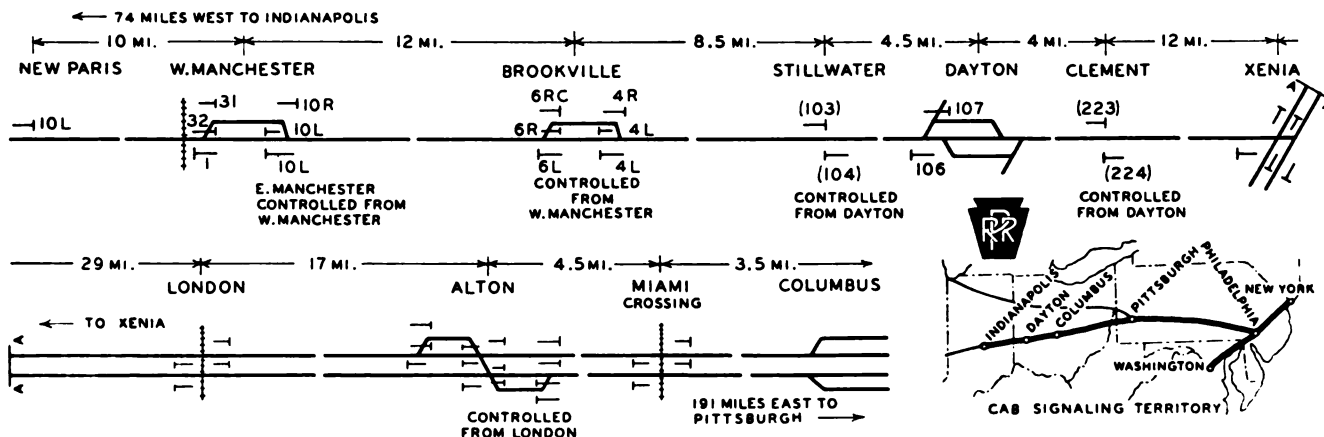 ← 74 MILES WEST TO INDIANAPOLIS
10 MI. 12 MI. 8.5 MI. 4.5 MI. 4 MI. 12 MI.
NEW PARIS W. MANCHESTER BROOKVILLE STILLWATER DAYTON CLEMENT XENIA
A
31 10R 6RC 4R (103) 107 (223)
10L 32 10L 6R 4L
1 10L 6L 4L (104) 106 (224)
E. MANCHESTER
CONTROLLED FROM
W. MANCHESTER
CONTROLLED
FROM
W. MANCHESTER
CONTROLLED
FROM DAYTON
CONTROLLED
FROM DAYTON
PRR
29 MI. 17 MI. 4.5 MI. 3.5 MI.
LONDON ALTON MIAMI
CROSSING
COLUMBUS
← TO XENIA
A
A
CONTROLLED
FROM LONDON
191 MILES EAST TO
PITTSBURGH →
INDIANAPOLIS
DAYTON
COLUMBUS
PITTSBURGH
PHILADELPHIA
NEW YORK
WASHINGTON
CAB SIGNALING TERRITORY